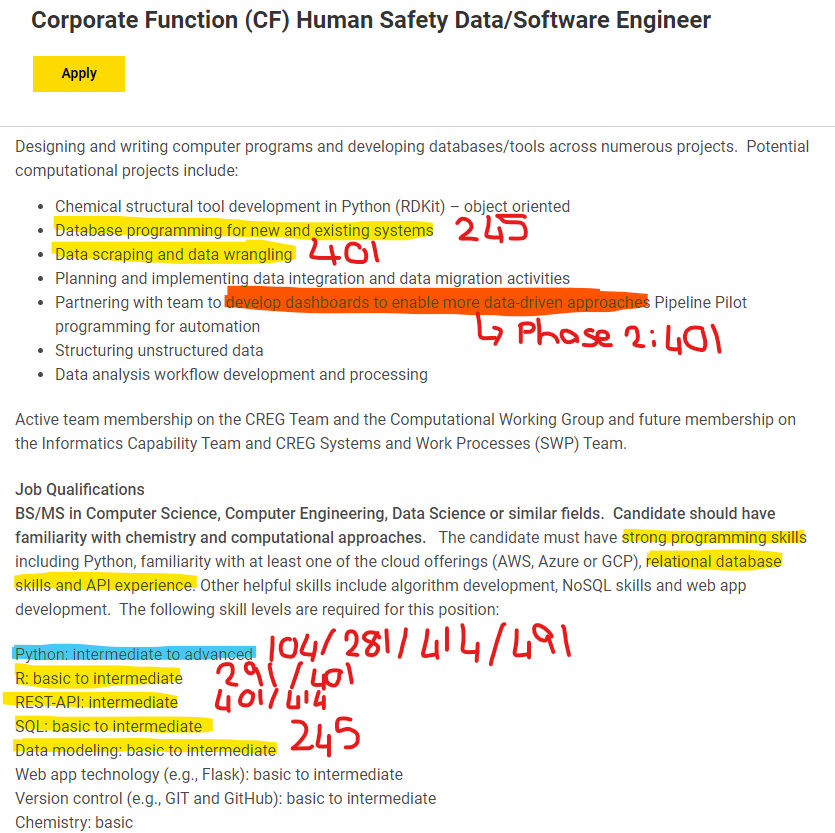 Corporate Function (CF) Human Safety Data/Software Engineer
Apply
Designing and writing computer programs and developing databases/tools across numerous projects.  Potential
computational projects include:
• Chemical structural tool development in Python (RDKit) – object oriented
• Database programming for new and existing systems 245
• Data scraping and data wrangling 401
• Planning and implementing data integration and data migration activities
• Partnering with team to develop dashboards to enable more data-driven approaches Pipeline Pilot
programming for automation
↳ Phase 2: 401
• Structuring unstructured data
• Data analysis workflow development and processing
Active team membership on the CREG Team and the Computational Working Group and future membership on
the Informatics Capability Team and CREG Systems and Work Processes (SWP) Team.
Job Qualifications
BS/MS in Computer Science, Computer Engineering, Data Science or similar fields.  Candidate should have
familiarity with chemistry and computational approaches.   The candidate must have strong programming skills
including Python, familiarity with at least one of the cloud offerings (AWS, Azure or GCP), relational database
skills and API experience. Other helpful skills include algorithm development, NoSQL skills and web app
development.  The following skill levels are required for this position:
Python: intermediate to advanced 104/281/414/491
R: basic to intermediate 291/401
REST-API: intermediate 401/414
SQL: basic to intermediate 245
Data modeling: basic to intermediate
Web app technology (e.g., Flask): basic to intermediate
Version control (e.g., GIT and GitHub): basic to intermediate
Chemistry: basic